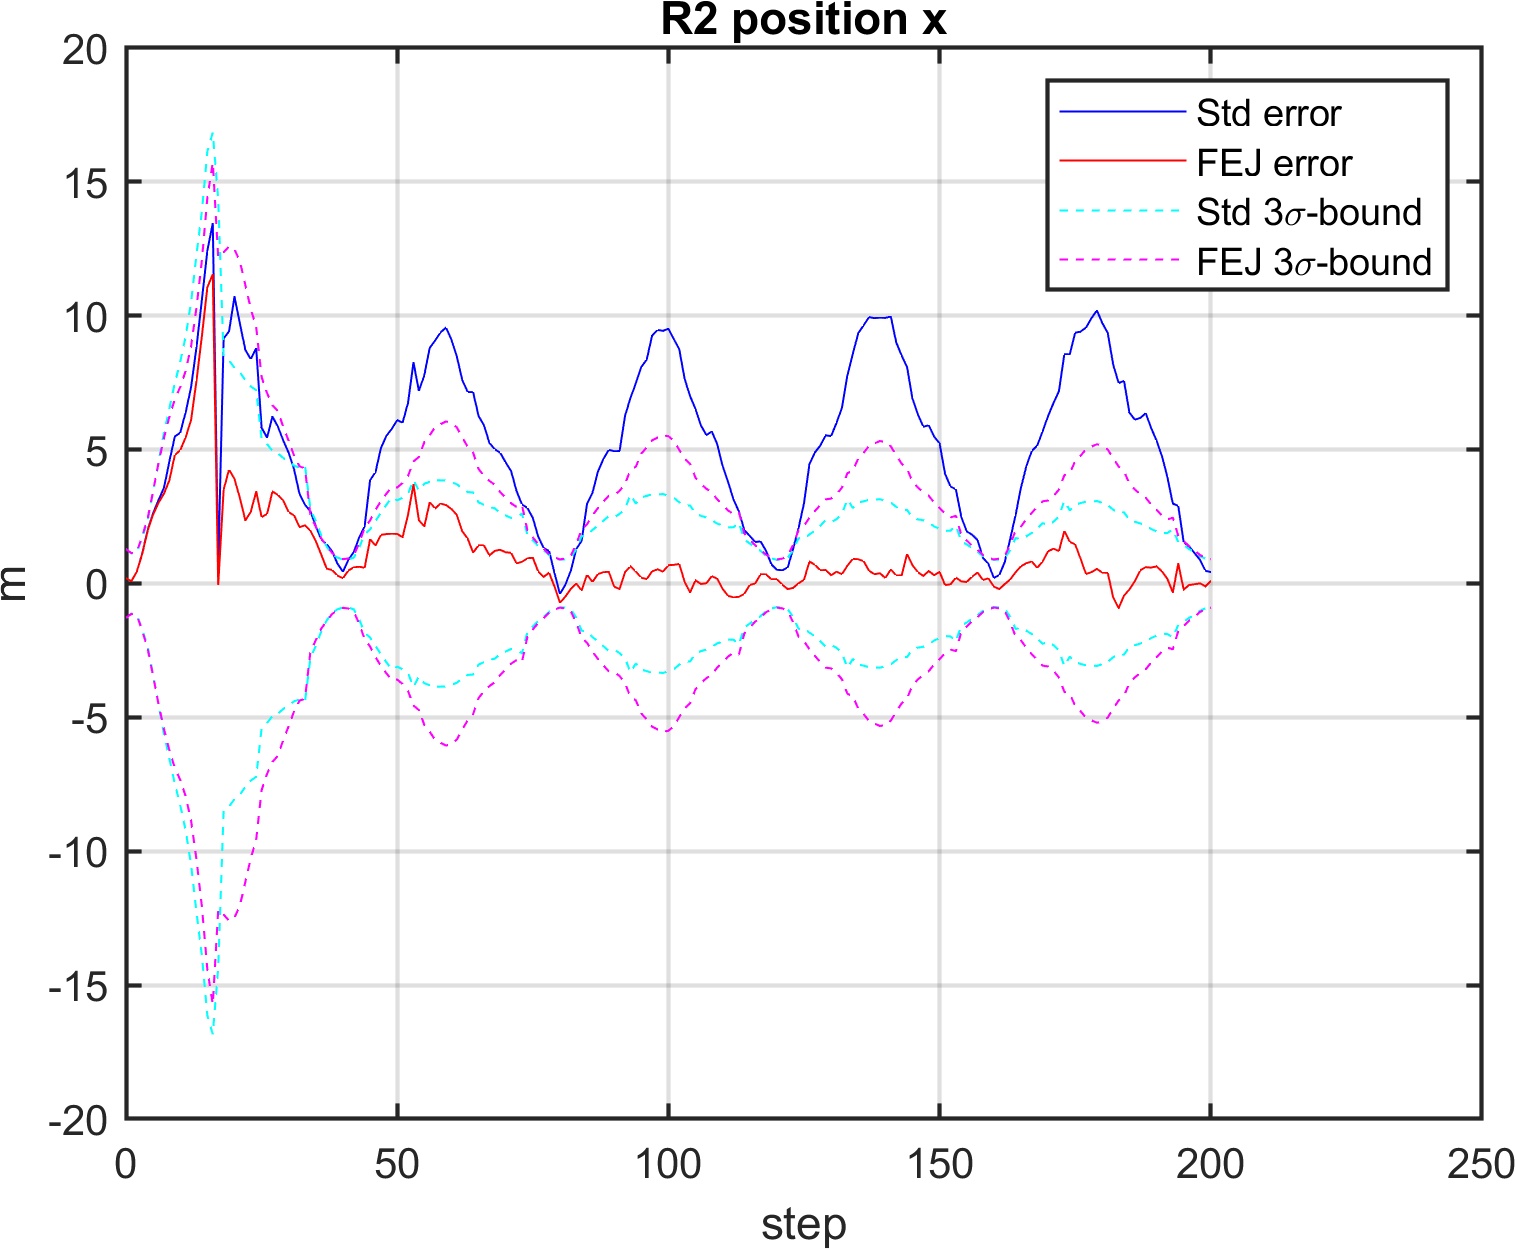 R2 position x
20
15
10
5
0
-5
-10
-15
-20
m
Std error
FEJ error
Std 3σ-bound
FEJ 3σ-bound
0 50 100 150 200 250
step